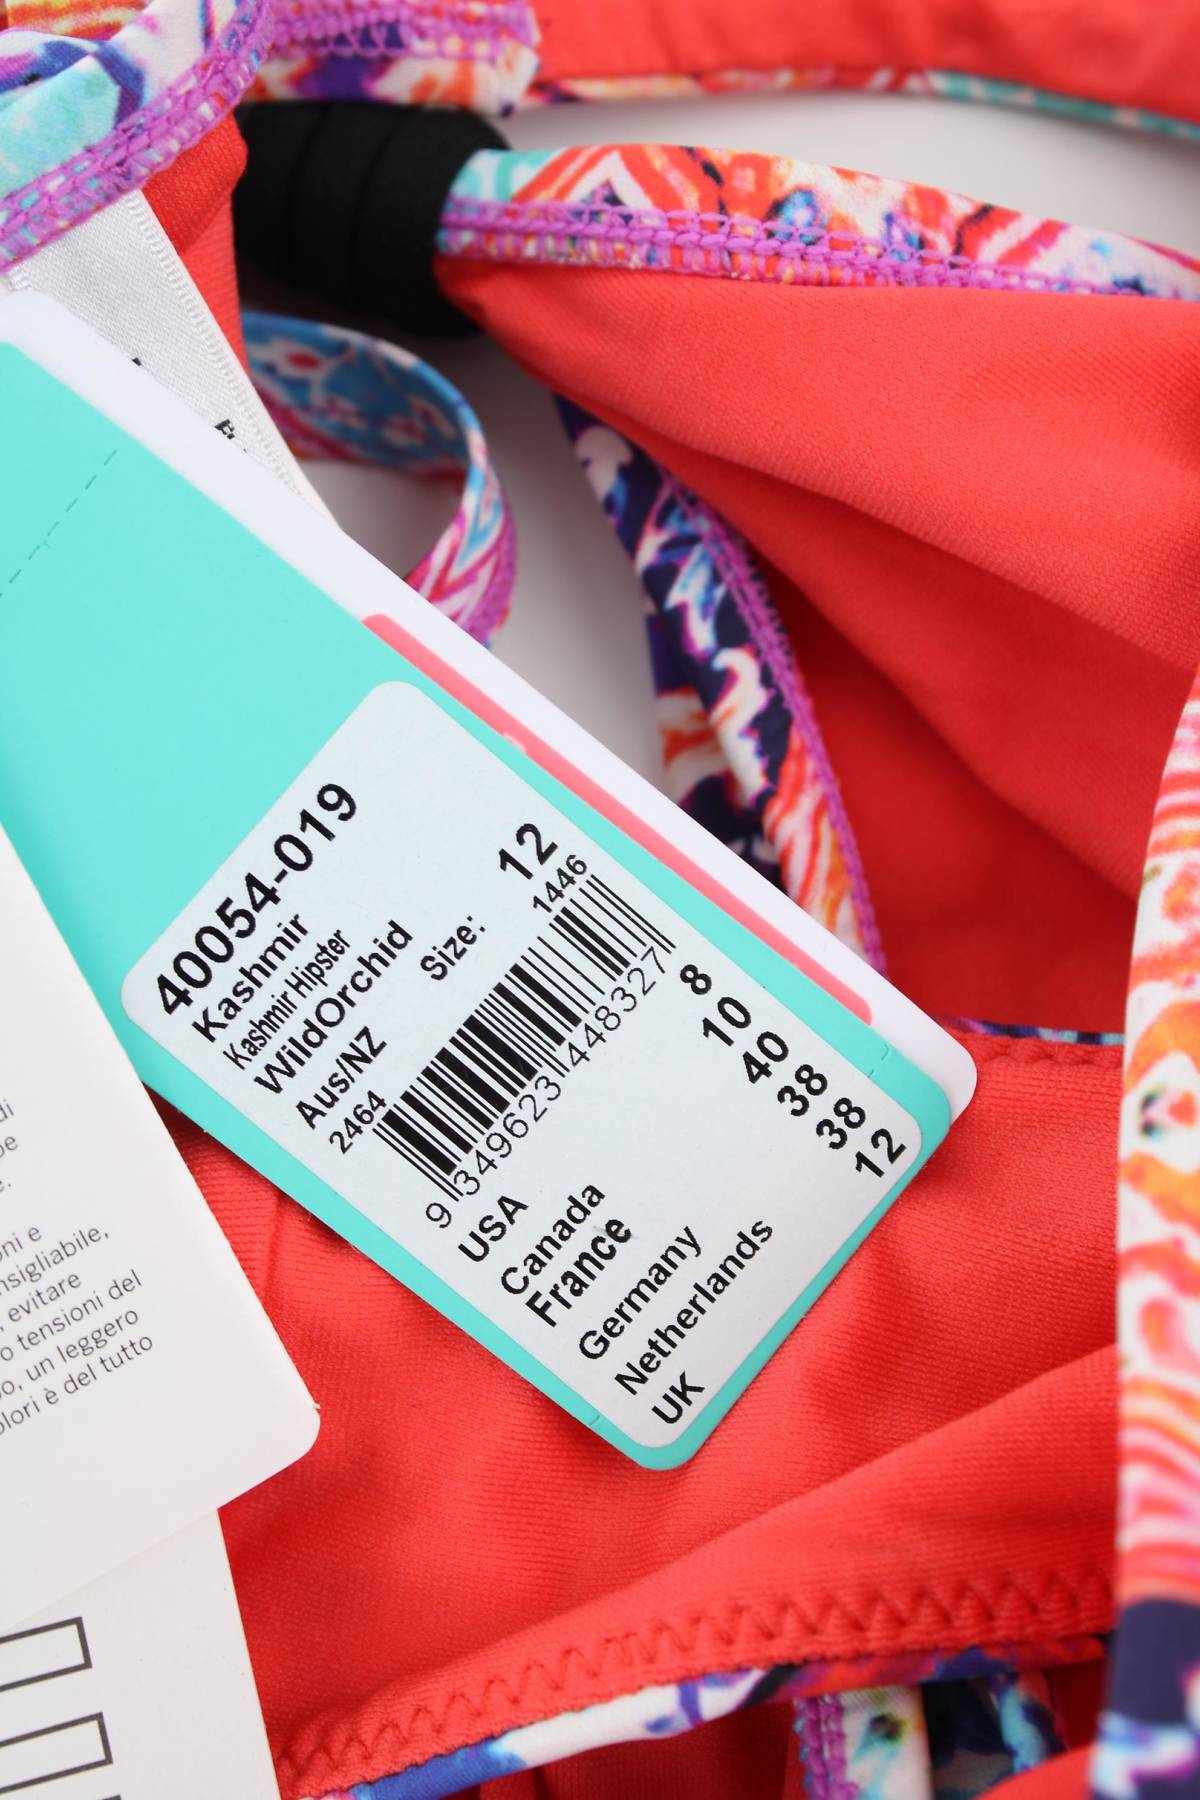 40054-019
Kashmir
Kashmir Hipster
WildOrchid
Aus/NZ Size: 12
2464 1446
9 349623 448327
USA 8
Canada 10
France 40
Germany 38
Netherlands 38
UK 12
di
e.
oni e
nsigliabile,
, evitare
o tensioni del
o, un leggero
olori è del tutto